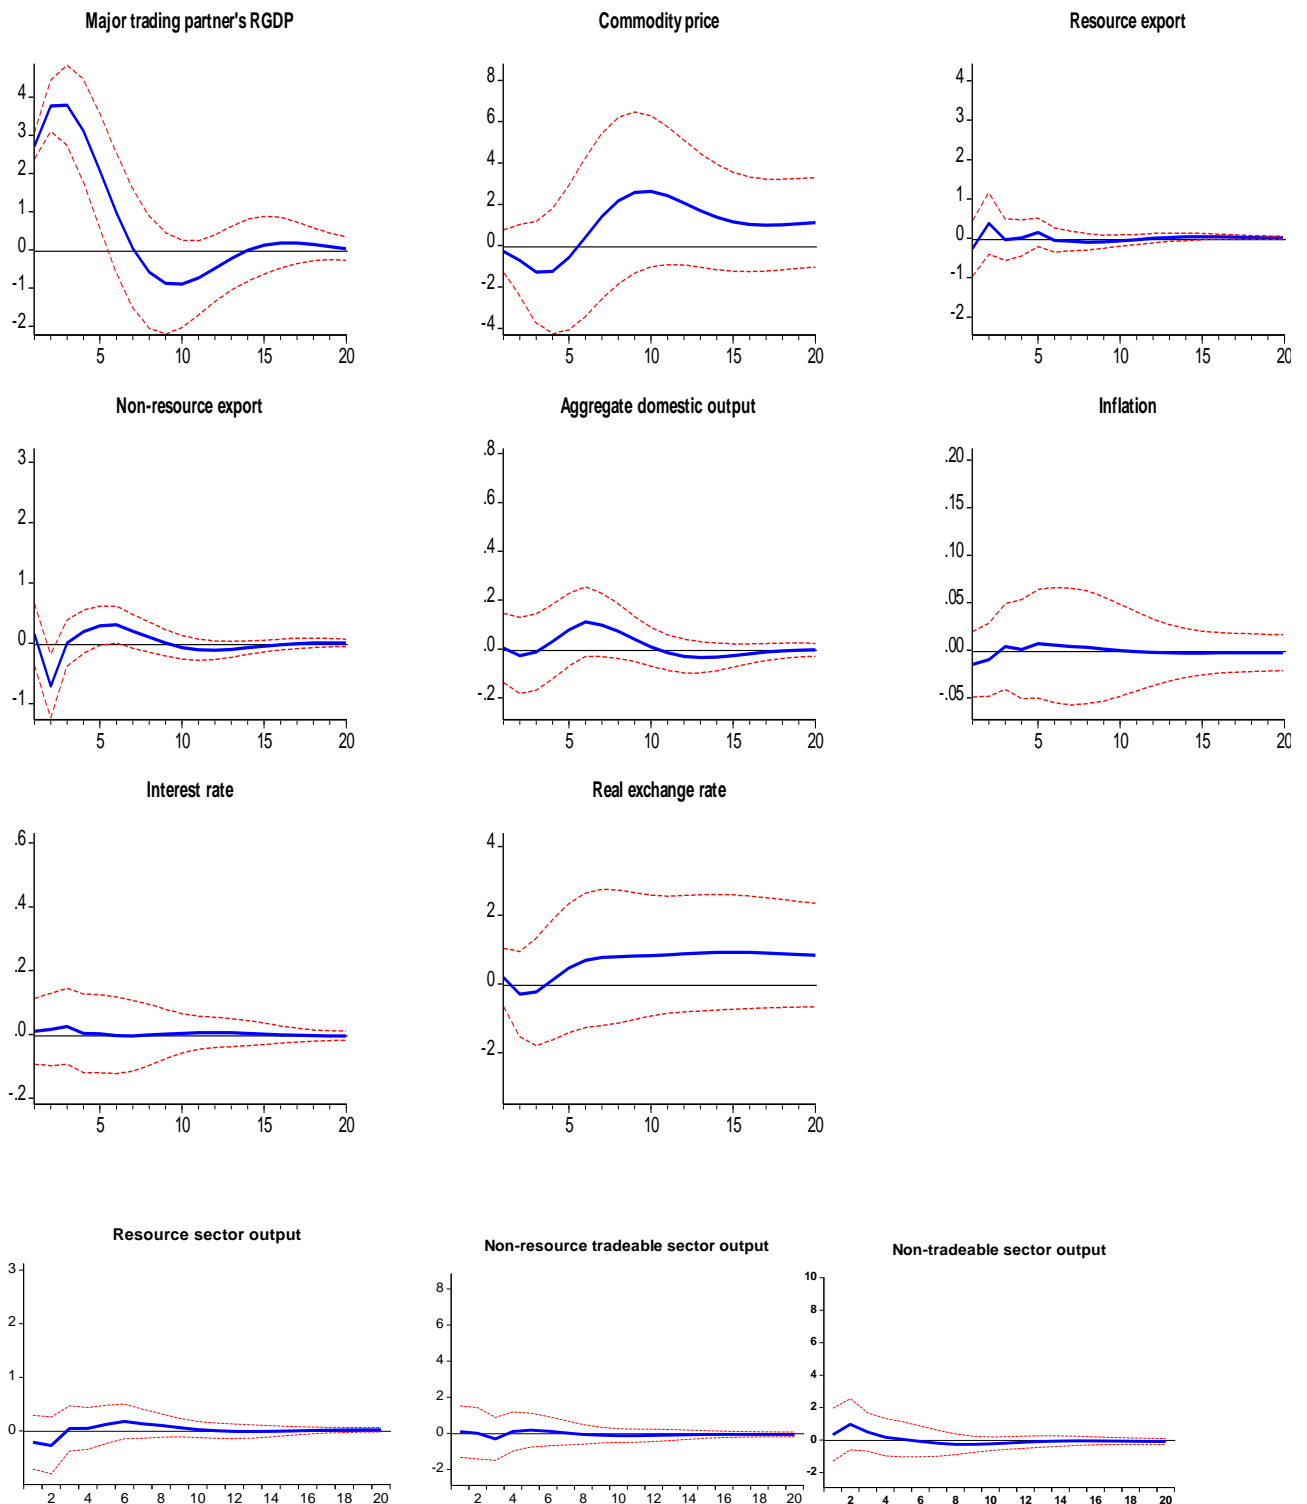 Major trading partner's RGDP
4
3
2
1
0
-1
-2
5 10 15 20
Commodity price
8
6
4
2
0
-2
-4
5 10 15 20
Resource export
4
3
2
1
0
-1
-2
5 10 15 20
Non-resource export
3
2
1
0
-1
5 10 15 20
Aggregate domestic output
.8
.6
.4
.2
.0
-.2
5 10 15 20
Inflation
.20
.15
.10
.05
.00
-.05
5 10 15 20
Interest rate
.6
.4
.2
.0
-.2
5 10 15 20
Real exchange rate
4
2
0
-2
5 10 15 20
Resource sector output
3
2
1
0
2 4 6 8 10 12 14 16 18 20
Non-resource tradeable sector output
8
6
4
2
0
-2
2 4 6 8 10 12 14 16 18 20
Non-tradeable sector output
10
8
6
4
2
0
-2
2 4 6 8 10 12 14 16 18 20